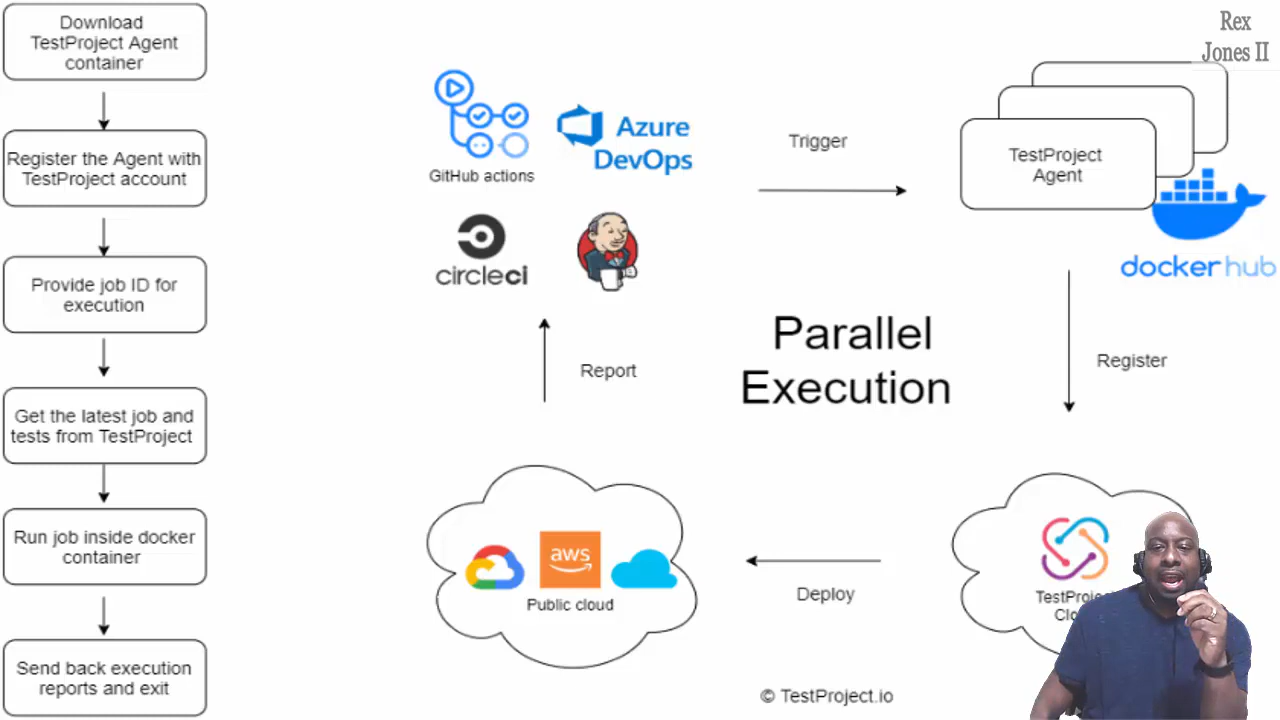 Download
TestProject Agent
container
Register the Agent with
TestProject account
Provide job ID for
execution
Get the latest job and
tests from TestProject
Run job inside docker
container
Send back execution
reports and exit
GitHub actions
Azure
DevOps
circleci
Trigger
Rex
Jones II
TestProject
Agent
docker hub
Parallel
Execution
Report
Register
aws
Public cloud
Deploy
© TestProject.io